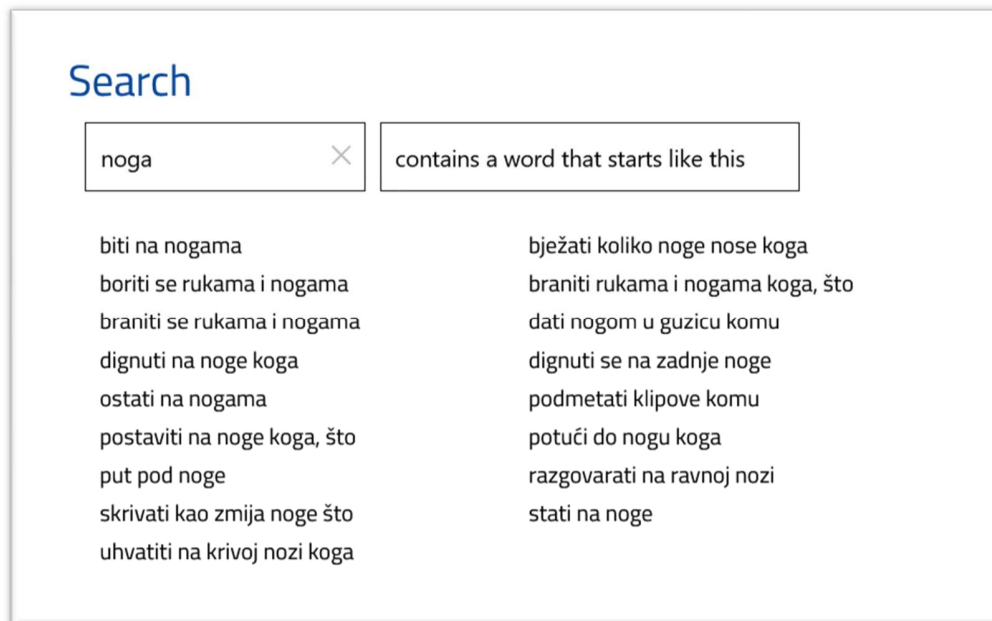 Search
noga
contains a word that starts like this
biti na nogama
bježati koliko noge nose koga
boriti se rukama i nogama
braniti rukama i nogama koga, što
braniti se rukama i nogama
dati nogom u guzicu komu
dignuti na noge koga
dignuti se na zadnje noge
ostati na nogama
podmetati klipove komu
postaviti na noge koga, što
potući do nogu koga
put pod noge
razgovarati na ravnoj nozi
skrivati kao zmija noge što
stati na noge
uhvatiti na krivoj nozi koga